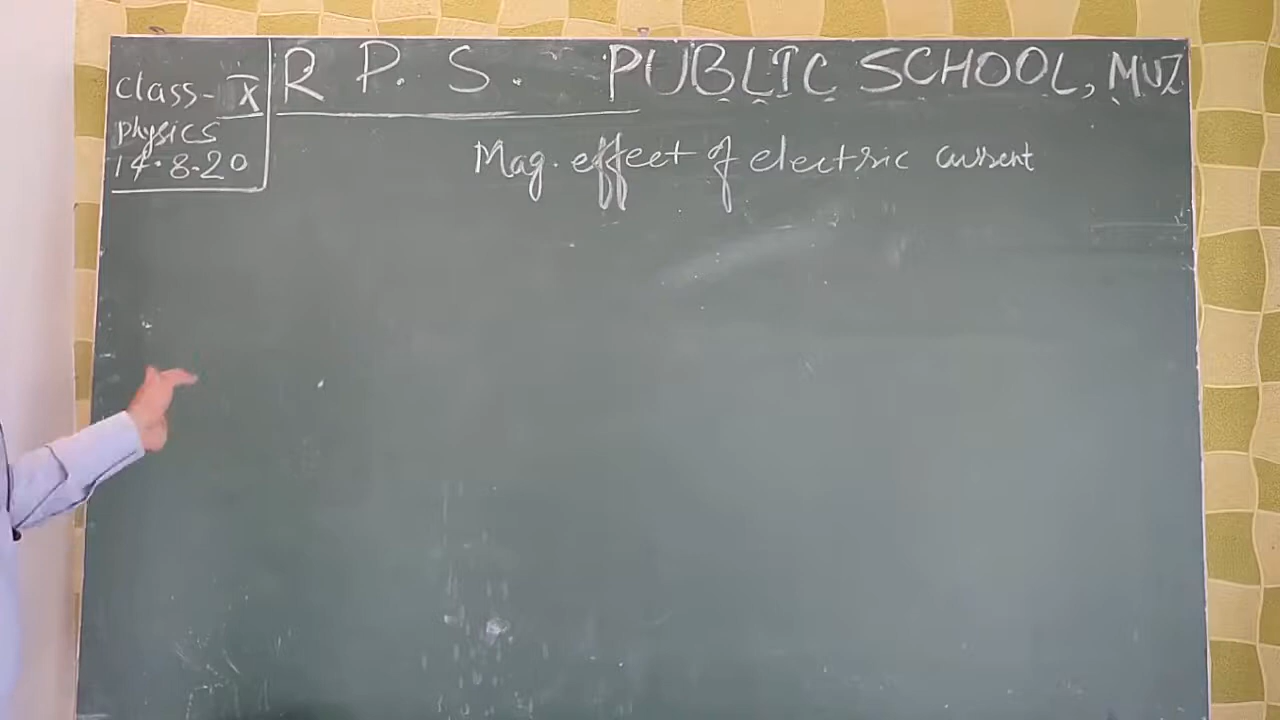 class- X
physics
14.8.20
R P. S. PUBLIC SCHOOL, MUZ
Mag. effect of electric current